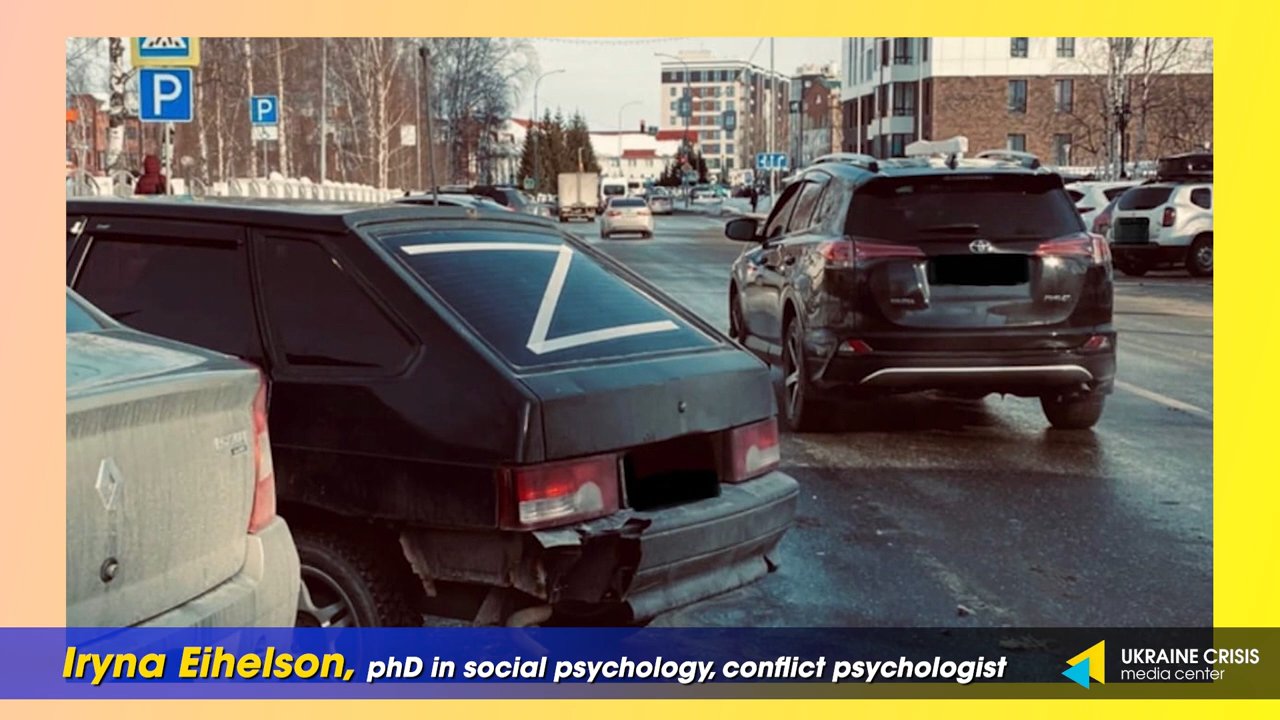 P
P
Z
Iryna Eihelson, phD in social psychology, conflict psychologist
UKRAINE CRISIS
media center